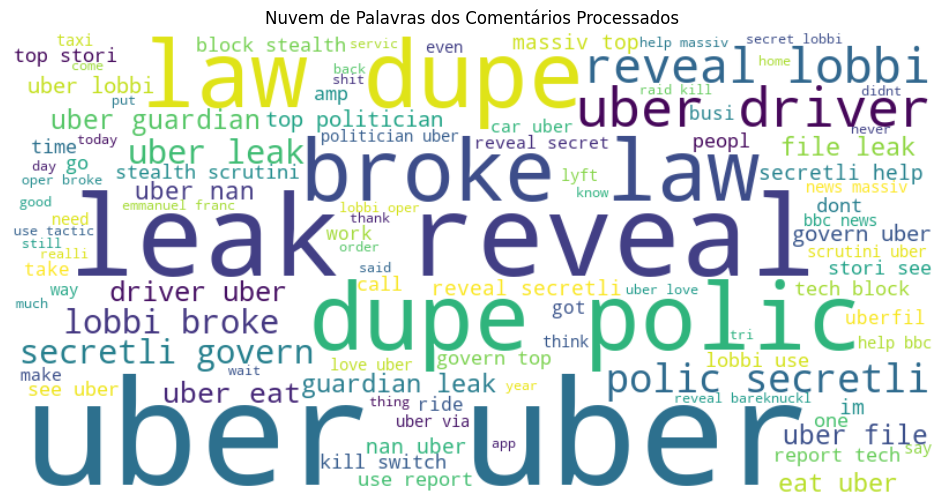 Nuvem de Palavras dos Comentários Processados
taxi
top stori
come
put
uber lobbi
law dupe
block stealth
servic
even
back
shit
amp
massiv top
help massiv
secret lobbi
home
reveal lobbi
raid kill
didnt
uber driver
busi
never
uber guardian
top politician
car uber
time
today
go
day
uber leak
politician uber
reveal secret
peopl
file leak
oper broke
stealth scrutini
broke law
lyft
know
secretli help
news massiv
good
uber nan
emmanuel franc
leak reveal
lobbi oper
thank
dont
bbc news
need
use tactic
still
realli
work
order
govern uber
scrutini uber
take
said
stori see
way
driver uber
call
reveal secretli
uber love
tech block
much
lobbi broke
dupe polic
got
uberfil
tri
think
help bbc
secretli govern
wait
love uber
govern top
lobbi use
make
see uber
uber eat
guardian leak
year
polic secretli
thing
ride
reveal bareknuckl
im
uber uber
uber via
app
one
nan uber
uber file
say
kill switch
report tech
use report
eat uber